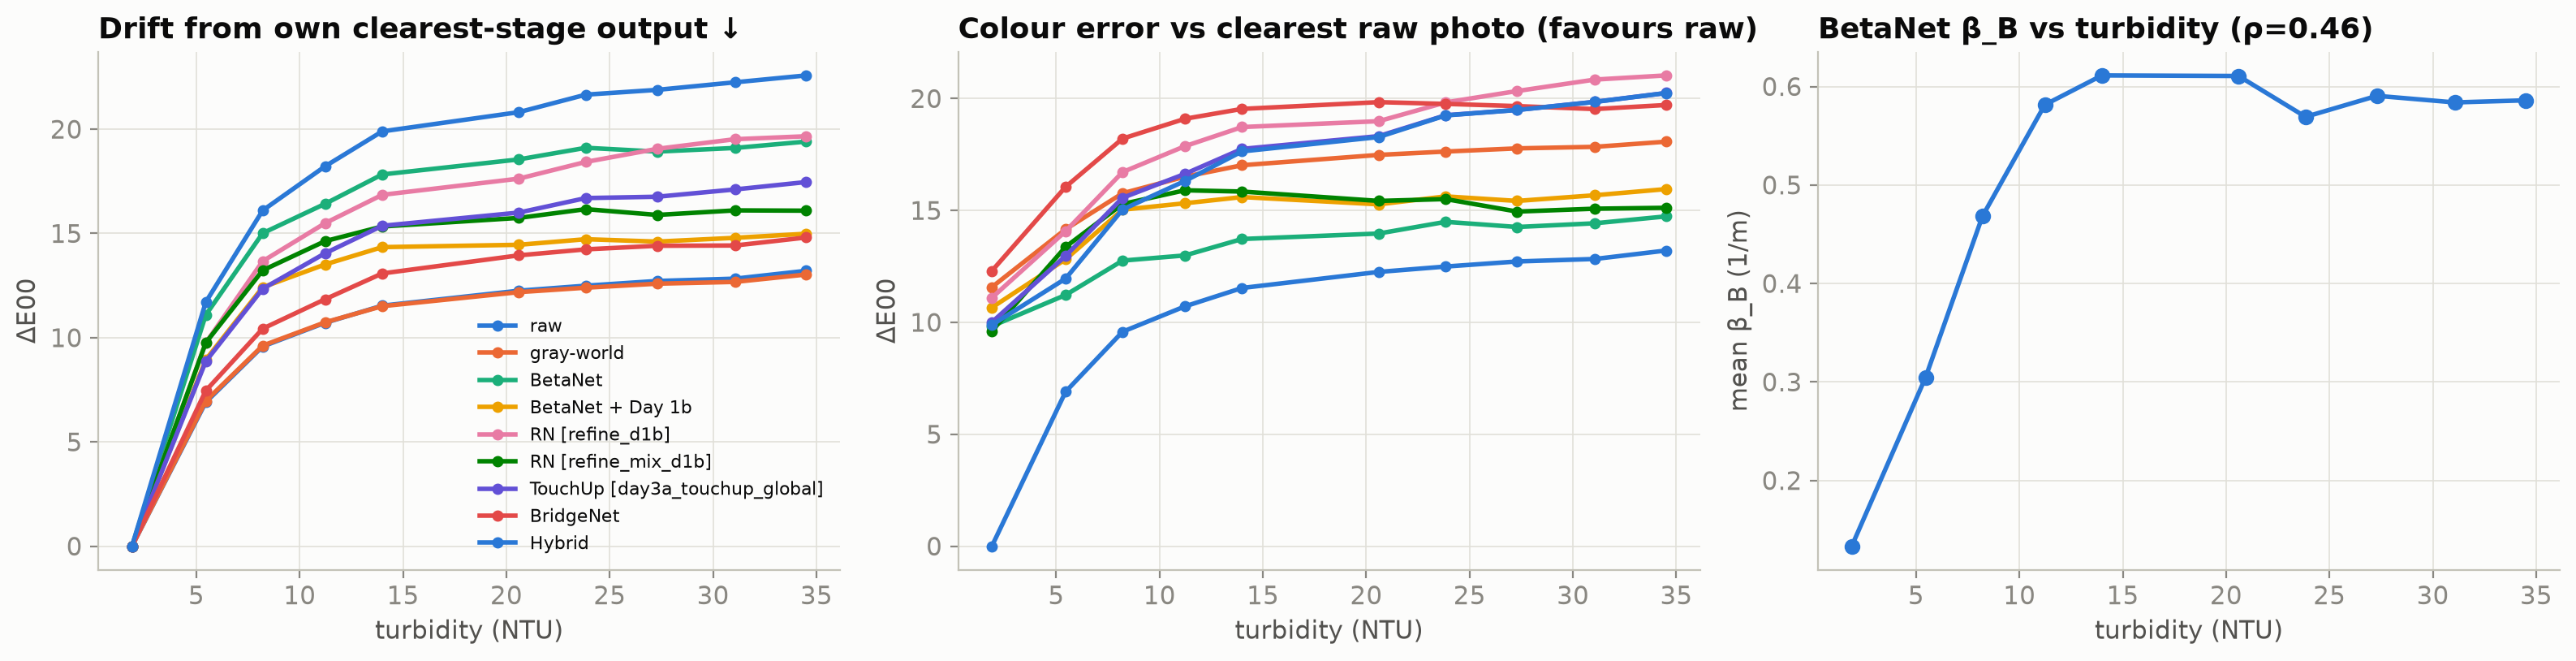 Drift from own clearest-stage output ↓
ΔE00
20
15
10
5
0
5 10 15 20 25 30 35
turbidity (NTU)
raw
gray-world
BetaNet
BetaNet + Day 1b
RN [refine_d1b]
RN [refine_mix_d1b]
TouchUp [day3a_touchup_global]
BridgeNet
Hybrid
Colour error vs clearest raw photo (favours raw)
ΔE00
20
15
10
5
0
5 10 15 20 25 30 35
turbidity (NTU)
BetaNet β_B vs turbidity (ρ=0.46)
mean β_B (1/m)
0.6
0.5
0.4
0.3
0.2
5 10 15 20 25 30 35
turbidity (NTU)